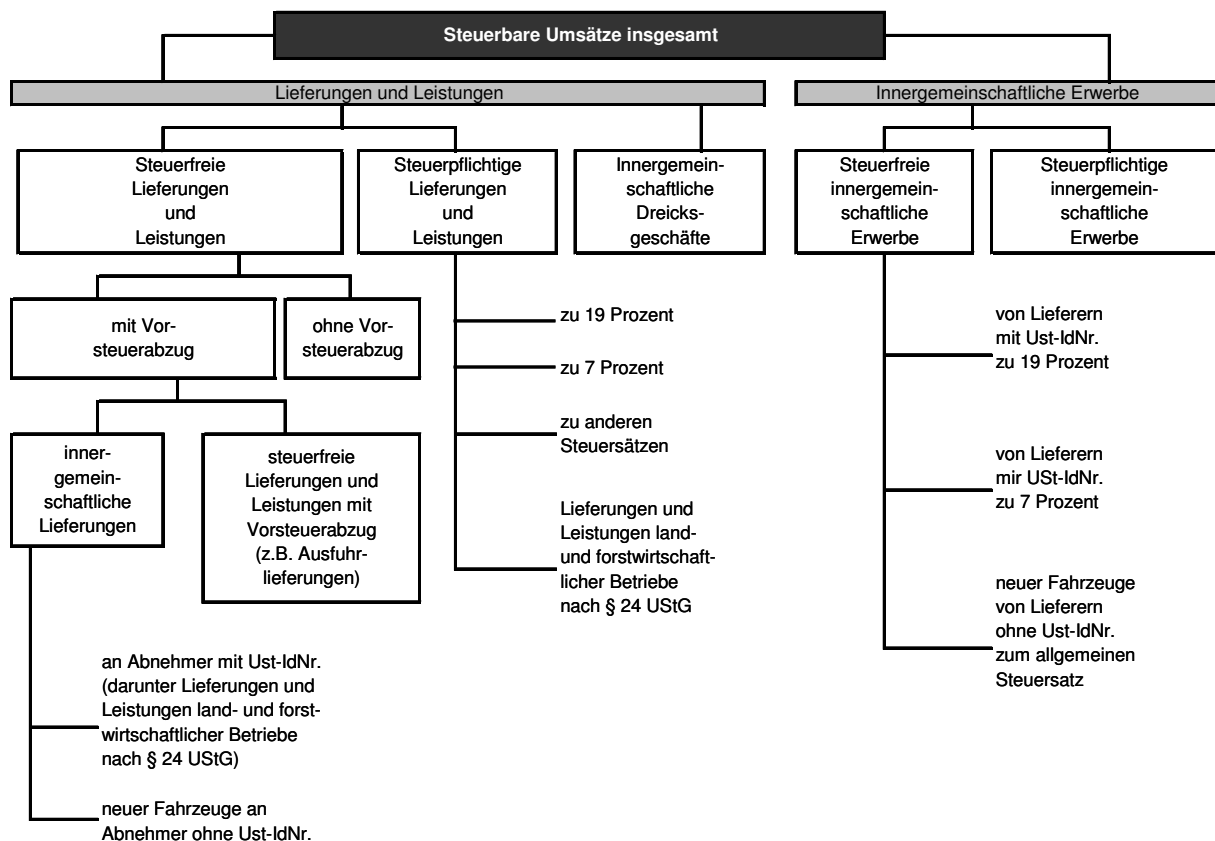 Steuerbare Umsätze insgesamt
Lieferungen und Leistungen
Innergemeinschaftliche Erwerbe
Steuerfreie
Lieferungen
und
Leistungen
Steuerpflichtige
Lieferungen
und
Leistungen
Innergemein-
schaftliche
Dreicks-
geschäfte
Steuerfreie
innergemein-
schaftliche
Erwerbe
Steuerpflichtige
innergemein-
schaftliche
Erwerbe
mit Vor-
steuerabzug
ohne Vor-
steuerabzug
inner-
gemein-
schaftliche
Lieferungen
steuerfreie
Lieferungen und
Leistungen mit
Vorsteuerabzug
(z.B. Ausfuhr-
lieferungen)
an Abnehmer mit Ust-IdNr.
(darunter Lieferungen und
Leistungen land- und forst-
wirtschaftlicher Betriebe
nach § 24 UStG)
neuer Fahrzeuge an
Abnehmer ohne Ust-IdNr.
zu 19 Prozent
zu 7 Prozent
zu anderen
Steuersätzen
Lieferungen und
Leistungen land-
und forstwirtschaft-
licher Betriebe
nach § 24 UStG
von Lieferern
mit Ust-IdNr.
zu 19 Prozent
von Lieferern
mir USt-IdNr.
zu 7 Prozent
neuer Fahrzeuge
von Lieferern
ohne Ust-IdNr.
zum allgemeinen
Steuersatz